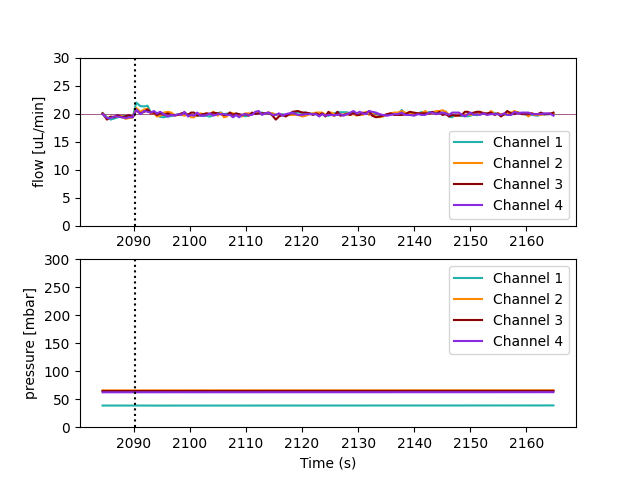 flow [uL/min]
30
25
20
15
10
5
0
Channel 1
Channel 2
Channel 3
Channel 4
2090 2100 2110 2120 2130 2140 2150 2160
pressure [mbar]
300
250
200
150
100
50
0
Channel 1
Channel 2
Channel 3
Channel 4
2090 2100 2110 2120 2130 2140 2150 2160
Time (s)